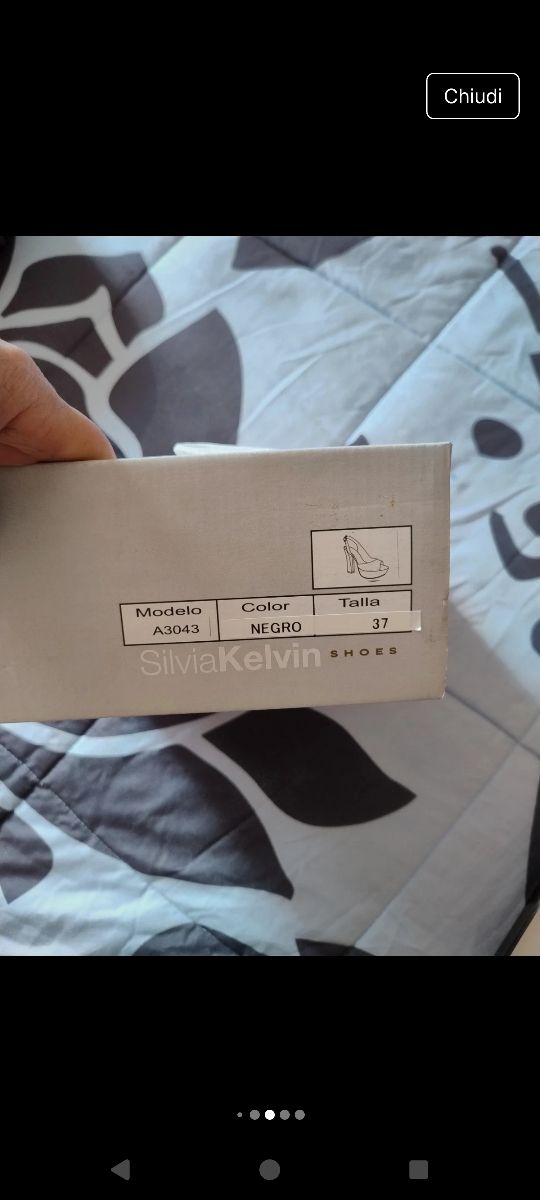 Chiudi
Modelo Color Talla
A3043 NEGRO 37
SilviaKelvin SHOES